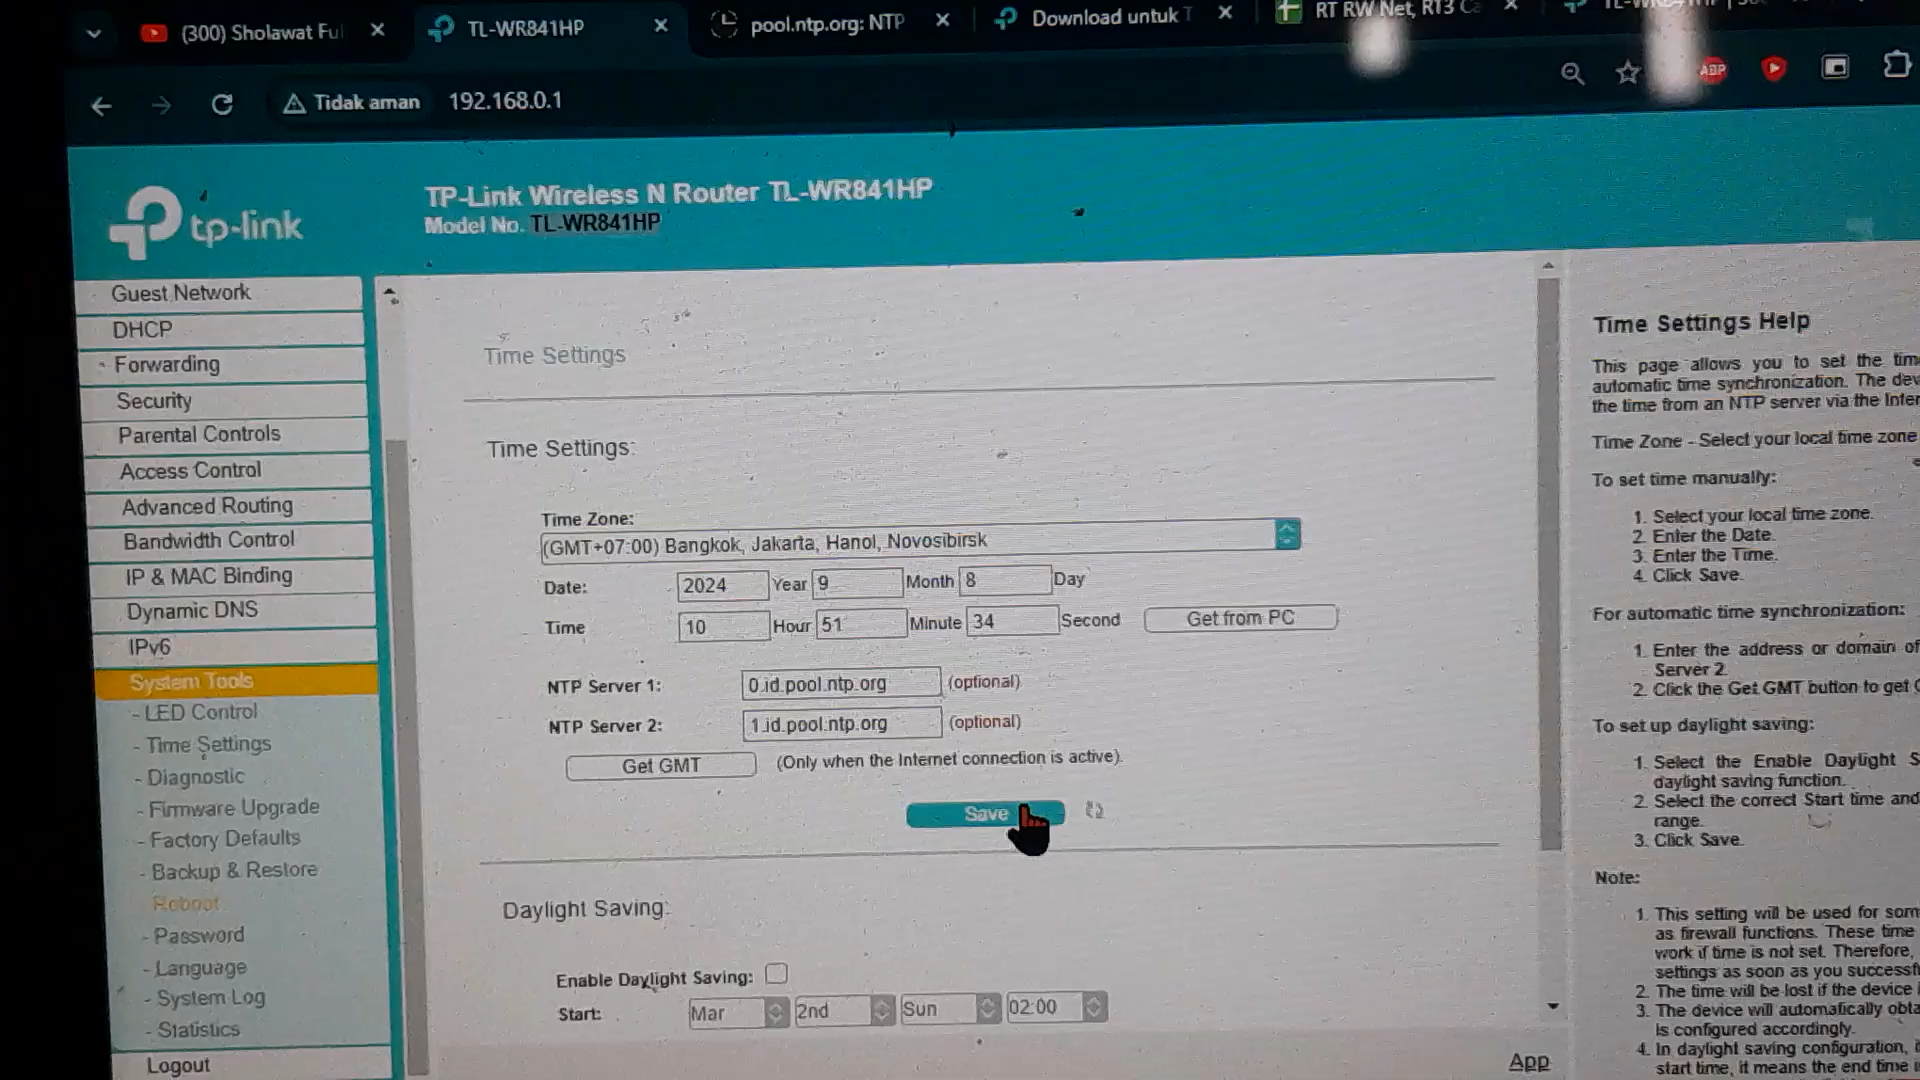 (300) Sholawat Ful
TL-WR841HP
pool.ntp.org: NTP
Download untuk T
RT RW Net, RT3 Ca
Tidak aman
192.168.0.1
ABP
tp-link
TP-Link Wireless N Router TL-WR841HP
Model No. TL-WR841HP
Guest Network
DHCP
- Forwarding
Security
Parental Controls
Access Control
Advanced Routing
Bandwidth Control
IP & MAC Binding
Dynamic DNS
IPv6
System Tools
- LED Control
- Time Settings
- Diagnostic
- Firmware Upgrade
- Factory Defaults
- Backup & Restore
- Reboot
- Password
- Language
- System Log
- Statistics
Logout
Time Settings
Time Settings:
Time Zone:
(GMT+07:00) Bangkok, Jakarta, Hanoi, Novosibirsk
Date: 2024 Year 9 Month 8 Day
Time 10 Hour 51 Minute 34 Second Get from PC
NTP Server 1: 0.id.pool.ntp.org (optional)
NTP Server 2: 1.id.pool.ntp.org (optional)
Get GMT (Only when the Internet connection is active).
Save
Daylight Saving:
Enable Daylight Saving:
Start: Mar 2nd Sun 02:00
Time Settings Help
This page allows you to set the time
automatic time synchronization. The dev
the time from an NTP server via the Inter
Time Zone - Select your local time zone
To set time manually:
1. Select your local time zone.
2. Enter the Date.
3. Enter the Time.
4. Click Save.
For automatic time synchronization:
1. Enter the address or domain of
Server 2.
2. Click the Get GMT button to get
To set up daylight saving:
1. Select the Enable Daylight S
daylight saving function.
2. Select the correct Start time and
range.
3. Click Save.
Note:
1. This setting will be used for som
as firewall functions. These time
work if time is not set. Therefore,
settings as soon as you successf
2. The time will be lost if the device i
3. The device will automatically obta
is configured accordingly.
4. In daylight saving configuration, i
start time, it means the end time i
App